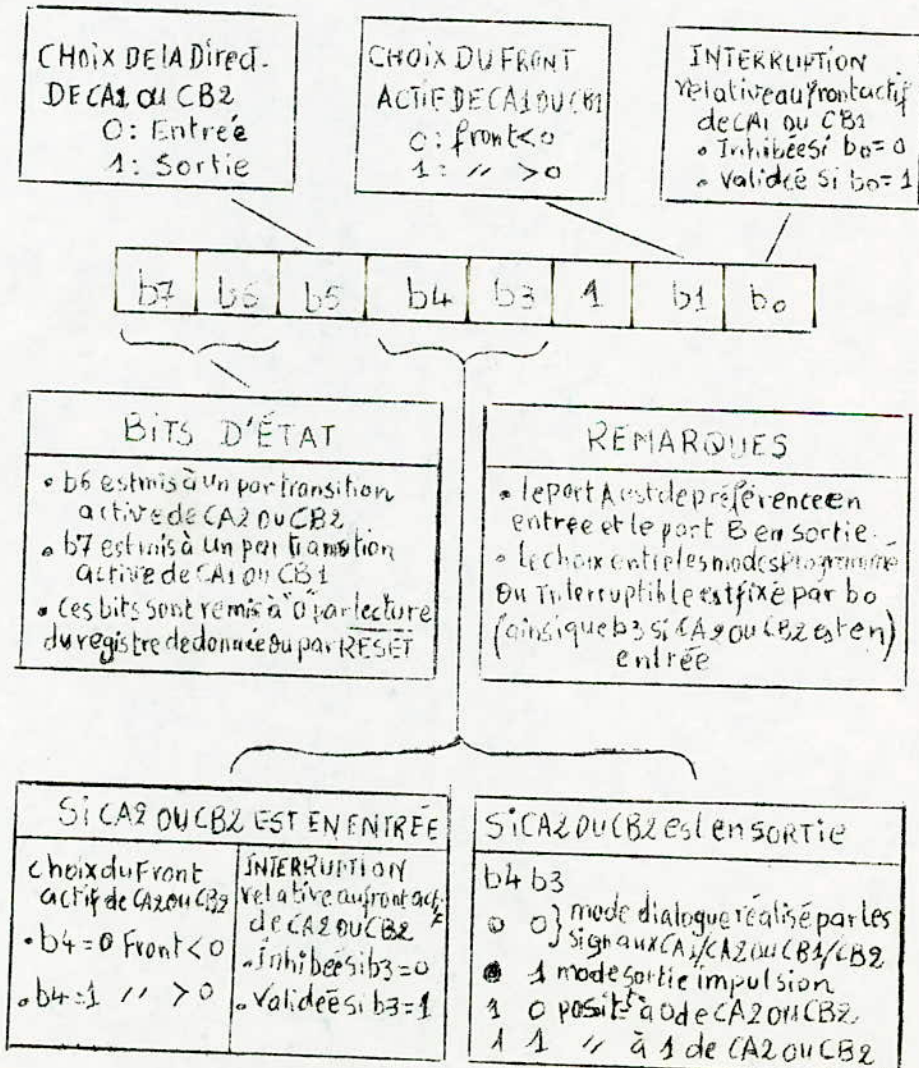 CHOIX DE LA Direct.
DE CA2 OU CB2
0: Entrée
1: Sortie
CHOIX DU FRONT
ACTIF DE CA1 OU CB1
0: front<0
1: // >0
INTERRUPTION
relative au front actif
de CA1 OU CB1
• Inhibée si b0=0
• Validée si b0=1
b7 b6 b5 b4 b3 1 b1 b0
BITS D'ÉTAT
• b6 est mis à un par transition
active de CA2 OU CB2
• b7 est mis à un par transition
active de CA1 OU CB1
• Ces bits sont remis à "0" par lecture
du registre de donnée ou par RESET
REMARQUES
• le Port A est de préférence en
entrée et le port B en sortie.
• Le choix entre les modes Programmé
OU Interruptible est fixé par b0
(ainsi que b3 si CA2 OU CB2 est en)
entrée
Si CA2 OU CB2 EST EN ENTRÉE
Choix du Front
actif de CA2 OU CB2
• b4=0 Front<0
• b4=1 // >0
INTERRUPTION
relative au front act.
de CA2 OU CB2
• Inhibée si b3=0
• Validée si b3=1
Si CA2 OU CB2 est en SORTIE
b4 b3
0 0 } mode dialogue réalisé par les
signaux CA1/CA2 OU CB1/CB2
0 1 mode sortie impulsion
1 0 posit° à 0 de CA2 OU CB2
1 1 // à 1 de CA2 OU CB2